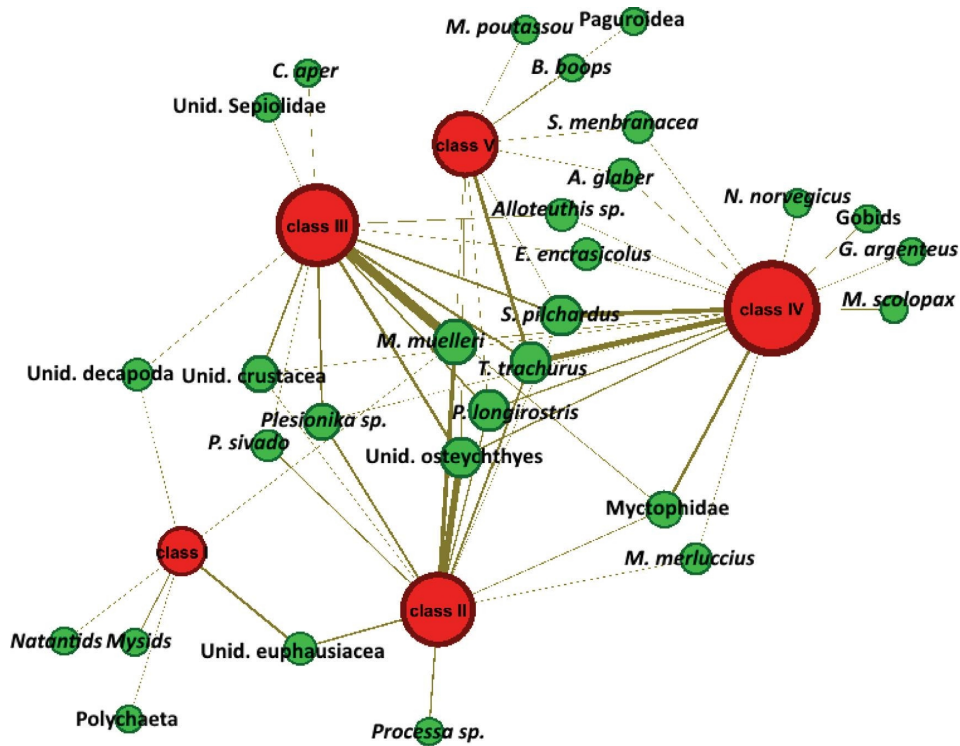 M. poutassou
Paguroidea
C. aper
B. boops
Unid. Sepiolidae
S. menbranacea
class V
A. glaber
N. norvegicus
Alloteuthis sp.
Gobids
class III
E. encrasicolus
G. argenteus
S. pilchardus
class IV
M. scolopax
M. muelleri
T. trachurus
Unid. decapoda
Unid. crustacea
P. longirostris
Plesionika sp.
P. sivado
Unid. osteychthyes
Myctophidae
class I
M. merluccius
class II
Natantids
Mysids
Unid. euphausiacea
Polychaeta
Processa sp.